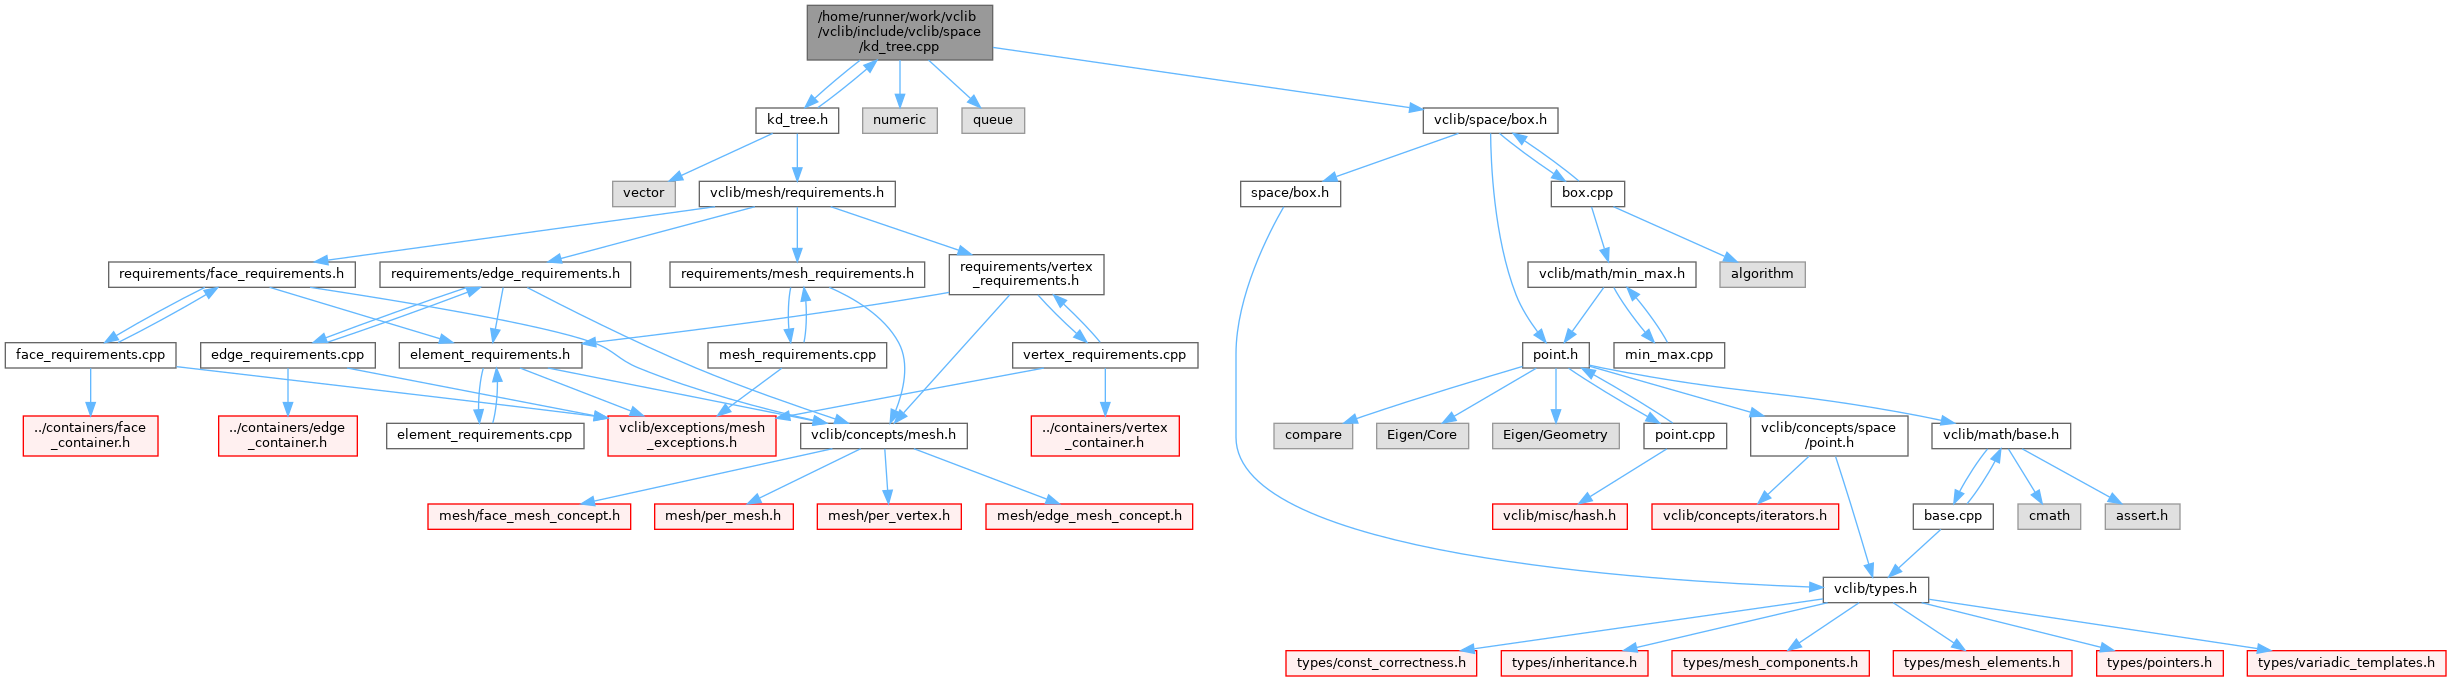 /home/runner/work/vclib
/vclib/include/vclib/space
/kd_tree.cpp
kd_tree.h
numeric
queue
vclib/space/box.h
vector
vclib/mesh/requirements.h
space/box.h
box.cpp
requirements/face_requirements.h
requirements/edge_requirements.h
requirements/mesh_requirements.h
requirements/vertex
_requirements.h
vclib/math/min_max.h
algorithm
face_requirements.cpp
edge_requirements.cpp
element_requirements.h
mesh_requirements.cpp
vertex_requirements.cpp
point.h
min_max.cpp
../containers/face
_container.h
../containers/edge
_container.h
element_requirements.cpp
vclib/exceptions/mesh
_exceptions.h
vclib/concepts/mesh.h
../containers/vertex
_container.h
compare
Eigen/Core
Eigen/Geometry
point.cpp
vclib/concepts/space
/point.h
vclib/math/base.h
mesh/face_mesh_concept.h
mesh/per_mesh.h
mesh/per_vertex.h
mesh/edge_mesh_concept.h
vclib/misc/hash.h
vclib/concepts/iterators.h
base.cpp
cmath
assert.h
vclib/types.h
types/const_correctness.h
types/inheritance.h
types/mesh_components.h
types/mesh_elements.h
types/pointers.h
types/variadic_templates.h